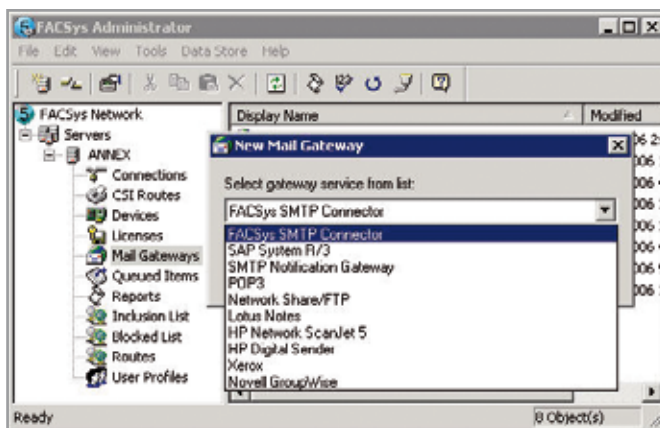 FACSys Administrator
File Edit View Tools Data Store Help
FACSys Network
Servers
ANNEX
Connections
CSI Routes
Devices
Licenses
Mail Gateways
Queued Items
Reports
Inclusion List
Blocked List
Routes
User Profiles
Display Name Modified
New Mail Gateway
Select gateway service from list:
FACSys SMTP Connector
FACSys SMTP Connector
SAP System R/3
SMTP Notification Gateway
POP3
Network Share/FTP
Lotus Notes
HP Network ScanJet 5
HP Digital Sender
Xerox
Novell GroupWise
Ready 8 Object(s)